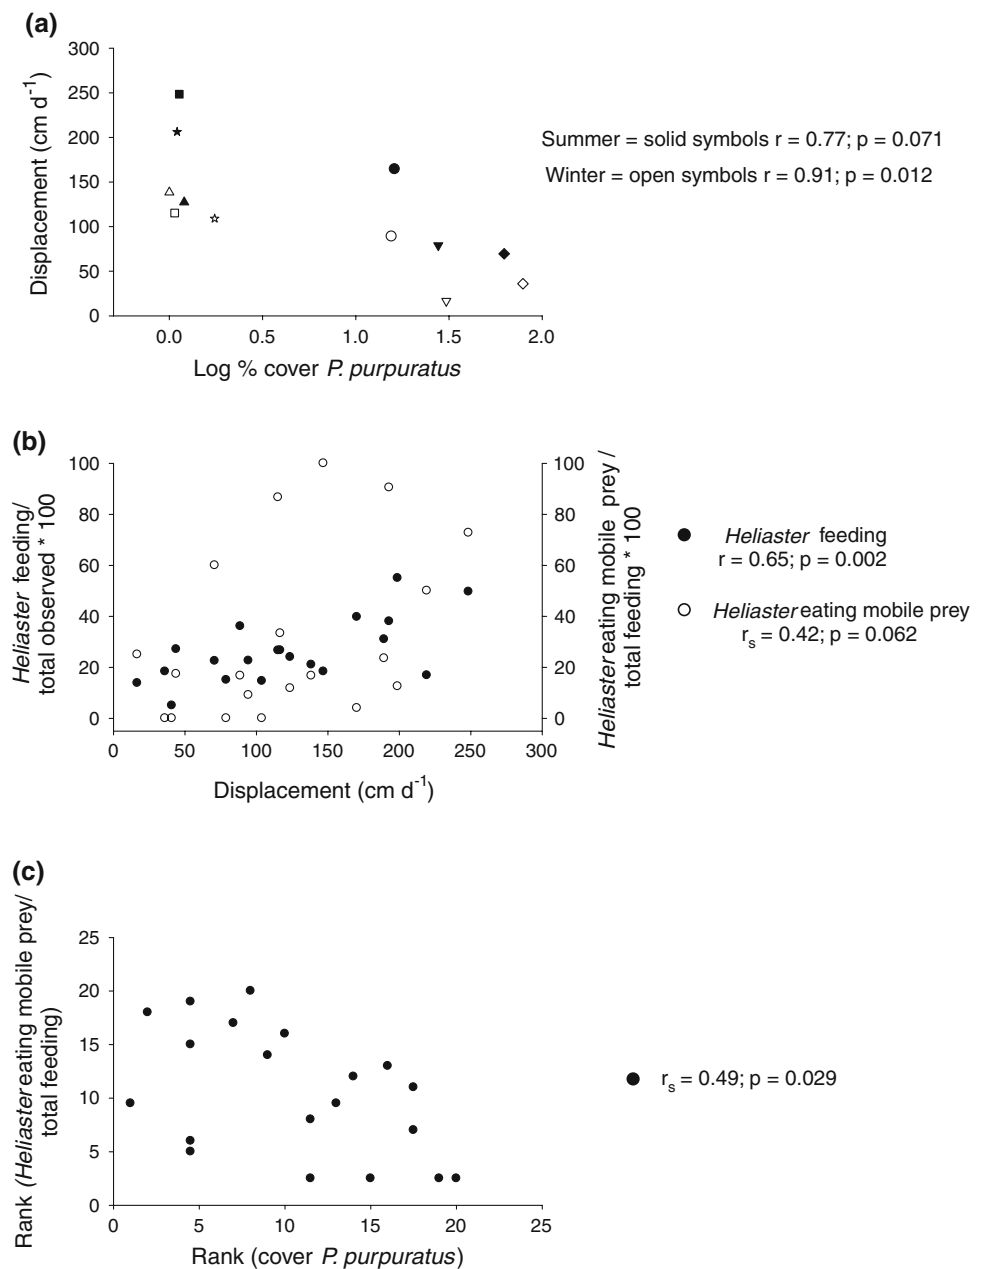 (a)
300
250
200
150
100
50
0
Displacement (cm d-1)
0.0 0.5 1.0 1.5 2.0
Log % cover P. purpuratus
Summer = solid symbols r = 0.77; p = 0.071
Winter = open symbols r = 0.91; p = 0.012
(b)
Heliaster feeding/
total observed * 100
100
80
60
40
20
0
100
80
60
40
20
0
Heliaster eating mobile prey /
total feeding * 100
0 50 100 150 200 250 300
Displacement (cm d-1)
Heliaster feeding
r = 0.65; p = 0.002
Heliaster eating mobile prey
rs = 0.42; p = 0.062
(c)
Rank (Heliaster eating mobile prey/
total feeding)
25
20
15
10
5
0
0 5 10 15 20 25
Rank (cover P. purpuratus)
rs = 0.49; p = 0.029